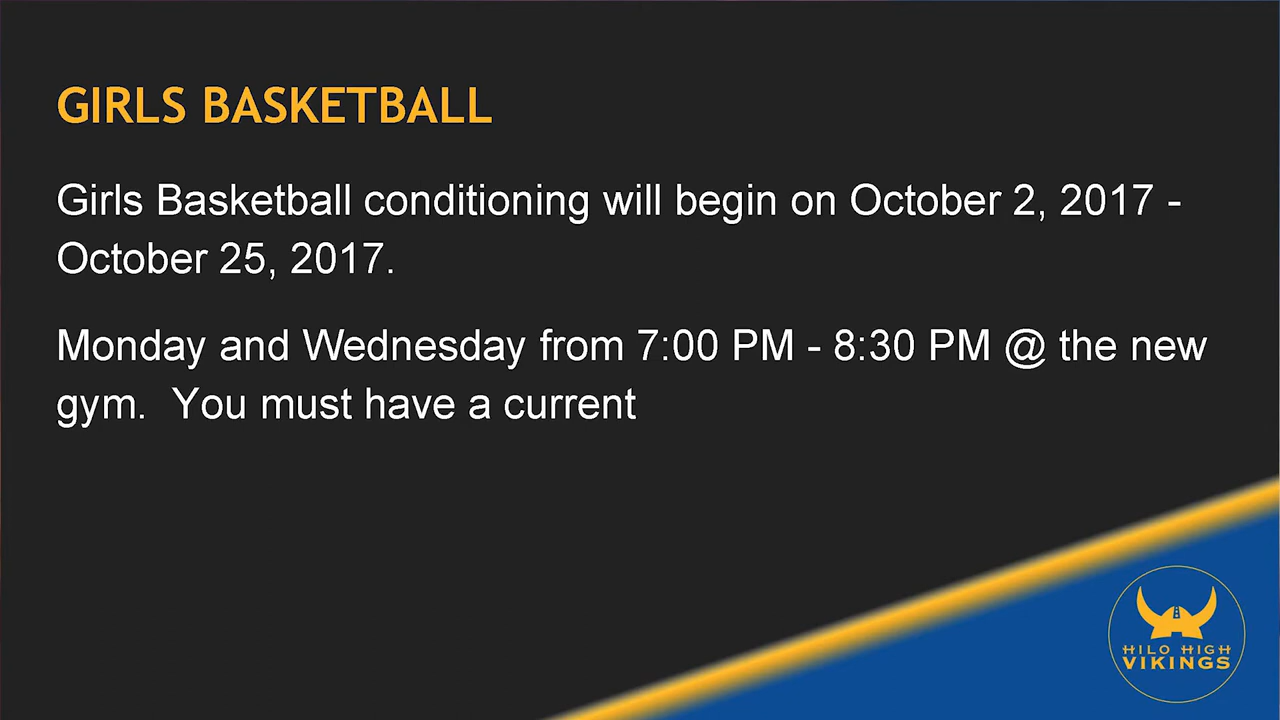 GIRLS BASKETBALL
Girls Basketball conditioning will begin on October 2, 2017 -
October 25, 2017.
Monday and Wednesday from 7:00 PM - 8:30 PM @ the new
gym.  You must have a current
HILO HIGH
VIKINGS